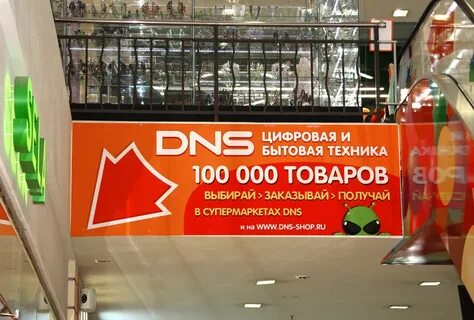 DNS ЦИФРОВАЯ И
БЫТОВАЯ ТЕХНИКА
100 000 ТОВАРОВ
ВЫБИРАЙ > ЗАКАЗЫВАЙ > ПОЛУЧАЙ
В СУПЕРМАРКЕТАХ DNS
И НА WWW.DNS-SHOP.RU